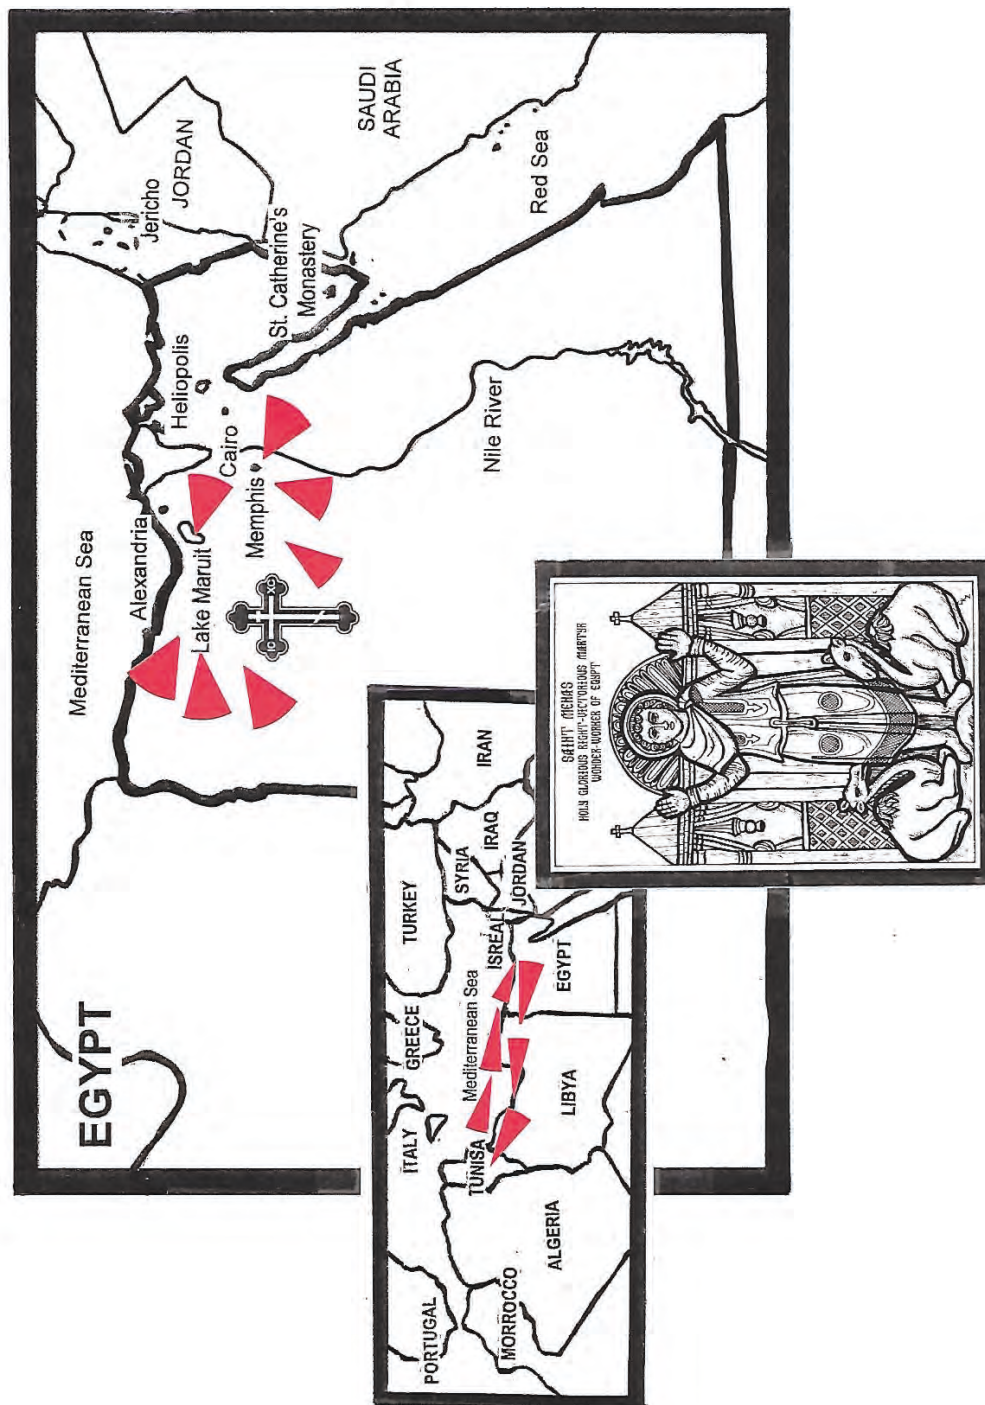 EGYPT
Mediterranean Sea
Alexandria
Lake Maruit
Heliopolis
Cairo
Memphis
Jericho
JORDAN
St. Catherine's
Monastery
SAUDI
ARABIA
Red Sea
Nile River
IC
XC
PORTUGAL
MORROCCO
ALGERIA
TUNISA
ITALY
GREECE
TURKEY
Mediterranean Sea
LIBYA
EGYPT
ISREAL
JORDAN
SYRIA
IRAQ
IRAN
SAINT MENAS
HOLY GLORIOUS RIGHT-VICTORIOUS MARTYR
WONDER-WORKER OF EGYPT